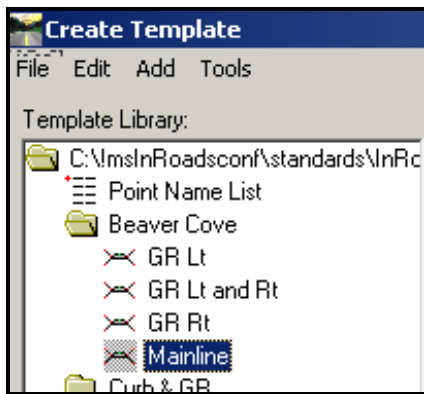 Create Template
File Edit Add Tools
Template Library:
C:\ImsInRoadsconf\standards\InRo
Point Name List
Beaver Cove
GR Lt
GR Lt and Rt
GR Rt
Mainline
Curb & GR